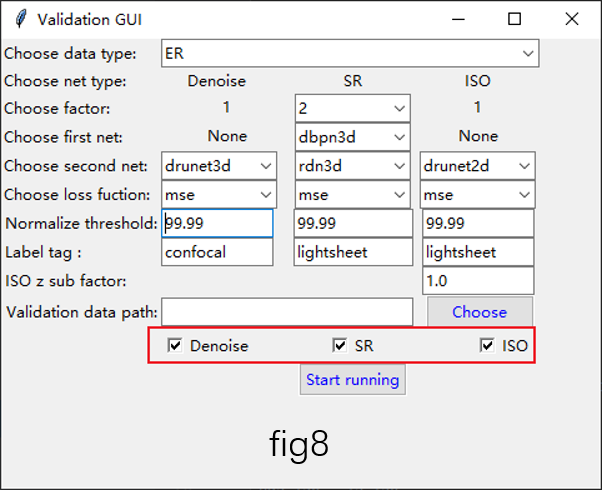 Validation GUI
Choose data type: ER
Choose net type: Denoise SR ISO
Choose factor: 1 2 1
Choose first net: None dbpn3d None
Choose second net: drunet3d rdn3d drunet2d
Choose loss fuction: mse mse mse
Normalize threshold: 99.99 99.99 99.99
Label tag : confocal lightsheet lightsheet
ISO z sub factor: 1.0
Validation data path: Choose
Denoise SR ISO
Start running
fig8